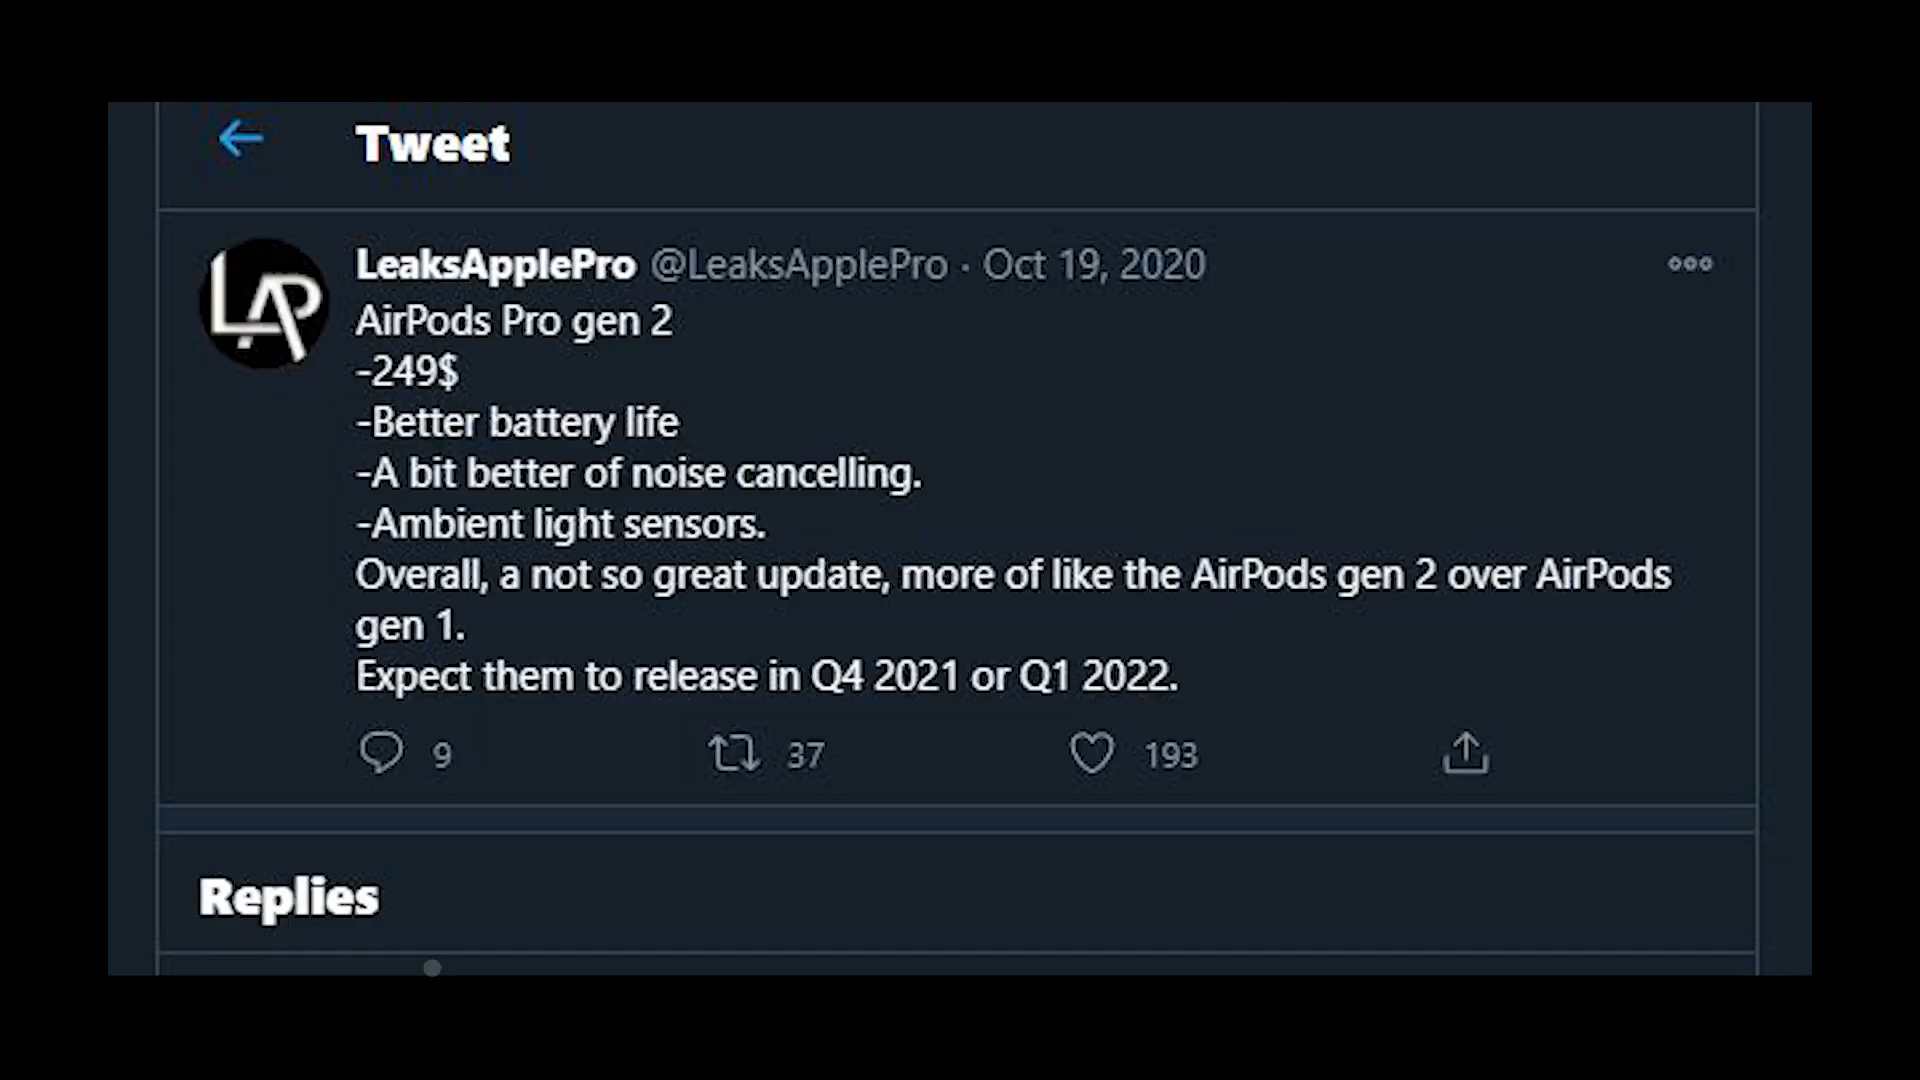 Tweet
LAP
LeaksApplePro @LeaksApplePro · Oct 19, 2020
AirPods Pro gen 2
-249$
-Better battery life
-A bit better of noise cancelling.
-Ambient light sensors.
Overall, a not so great update, more of like the AirPods gen 2 over AirPods
gen 1.
Expect them to release in Q4 2021 or Q1 2022.
9 37 193
Replies